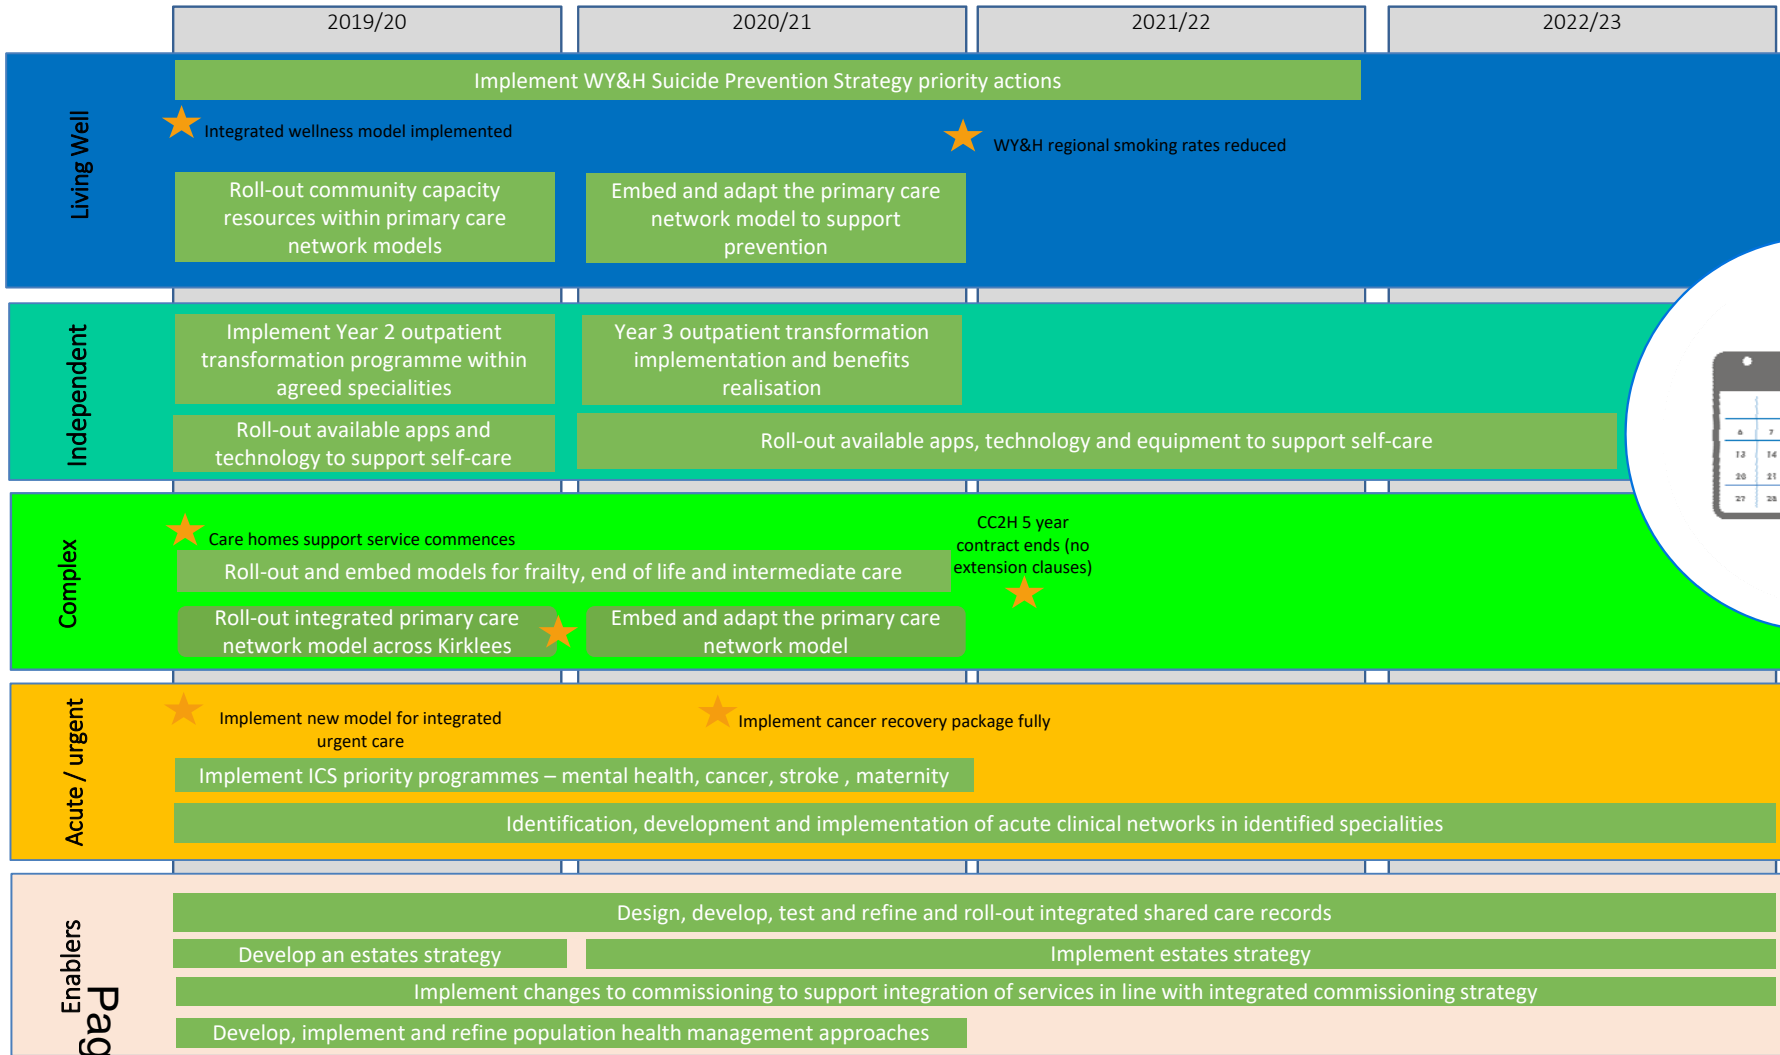 2019/20
2020/21
2021/22
2022/23
Living Well
Implement WY&H Suicide Prevention Strategy priority actions
Integrated wellness model implemented
WY&H regional smoking rates reduced
Roll-out community capacity
resources within primary care
network models
Embed and adapt the primary care
network model to support
prevention
Independent
Implement Year 2 outpatient
transformation programme within
agreed specialities
Year 3 outpatient transformation
implementation and benefits
realisation
Roll-out available apps and
technology to support self-care
Roll-out available apps, technology and equipment to support self-care
6 7
13 14
20 21
27 28
Complex
Care homes support service commences
CC2H 5 year
contract ends (no
extension clauses)
Roll-out and embed models for frailty, end of life and intermediate care
Roll-out integrated primary care
network model across Kirklees
Embed and adapt the primary care
network model
Acute / urgent
Implement new model for integrated
urgent care
Implement cancer recovery package fully
Implement ICS priority programmes – mental health, cancer, stroke , maternity
Identification, development and implementation of acute clinical networks in identified specialities
Enablers
Design, develop, test and refine and roll-out integrated shared care records
Develop an estates strategy
Implement estates strategy
Implement changes to commissioning to support integration of services in line with integrated commissioning strategy
Develop, implement and refine population health management approaches
Pag